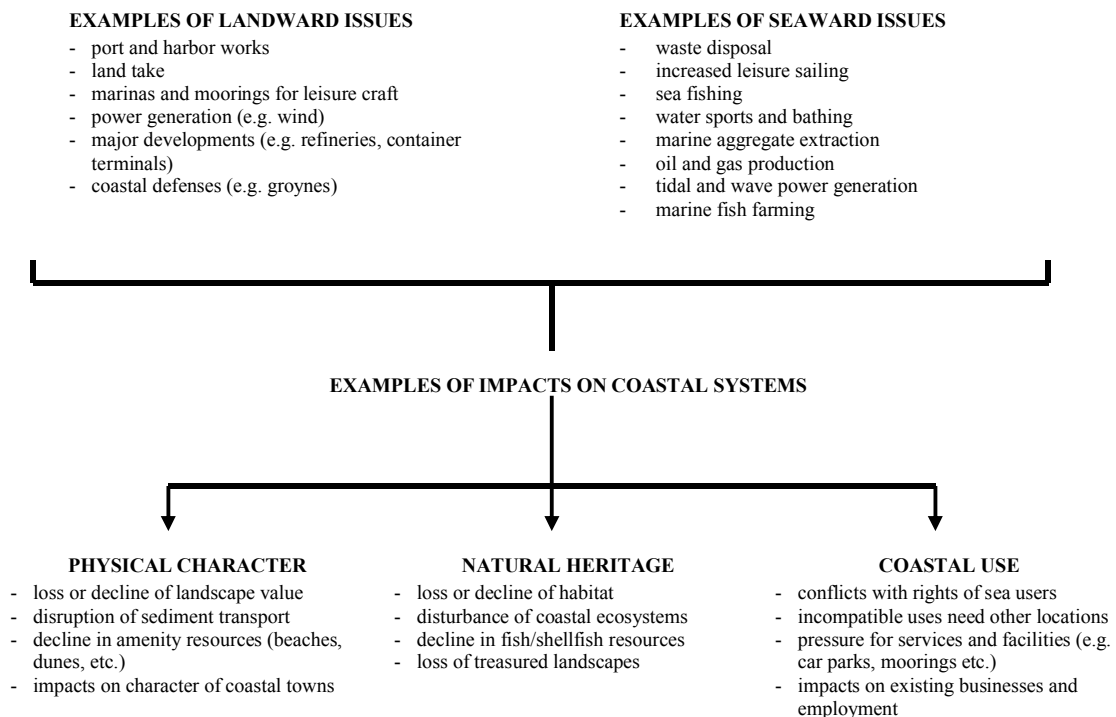 EXAMPLES OF LANDWARD ISSUES
- port and harbor works
- land take
- marinas and moorings for leisure craft
- power generation (e.g. wind)
- major developments (e.g. refineries, container
terminals)
- coastal defenses (e.g. groynes)
EXAMPLES OF SEAWARD ISSUES
- waste disposal
- increased leisure sailing
- sea fishing
- water sports and bathing
- marine aggregate extraction
- oil and gas production
- tidal and wave power generation
- marine fish farming
EXAMPLES OF IMPACTS ON COASTAL SYSTEMS
PHYSICAL CHARACTER
- loss or decline of landscape value
- disruption of sediment transport
- decline in amenity resources (beaches,
dunes, etc.)
- impacts on character of coastal towns
NATURAL HERITAGE
- loss or decline of habitat
- disturbance of coastal ecosystems
- decline in fish/shellfish resources
- loss of treasured landscapes
COASTAL USE
- conflicts with rights of sea users
- incompatible uses need other locations
- pressure for services and facilities (e.g.
car parks, moorings etc.)
- impacts on existing businesses and
employment